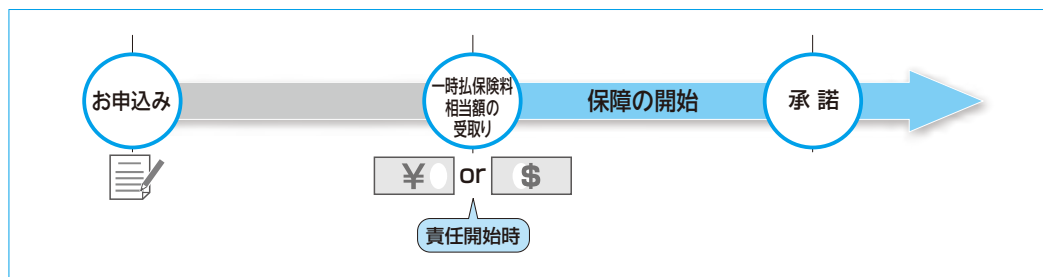 お申込み
一時払保険料
相当額の
受取り
保障の開始
承諾
¥ or $
責任開始時